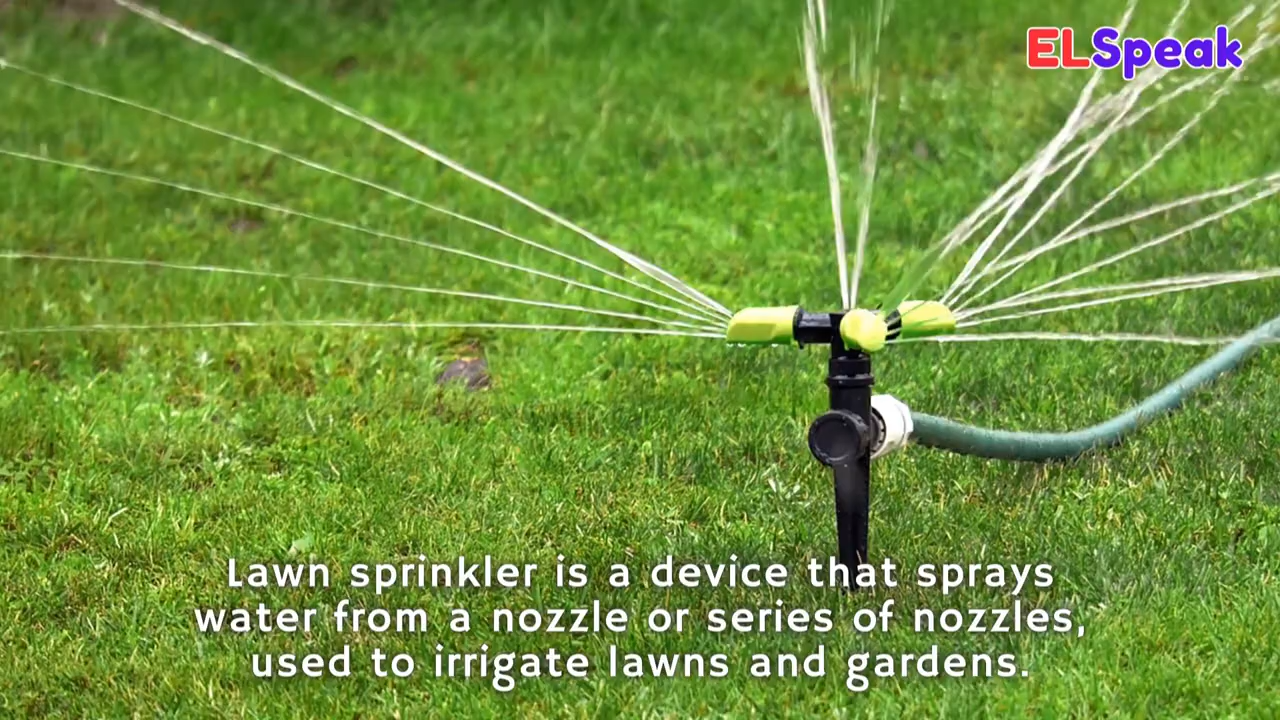 ELSpeak
Lawn sprinkler is a device that sprays
water from a nozzle or series of nozzles,
used to irrigate lawns and gardens.